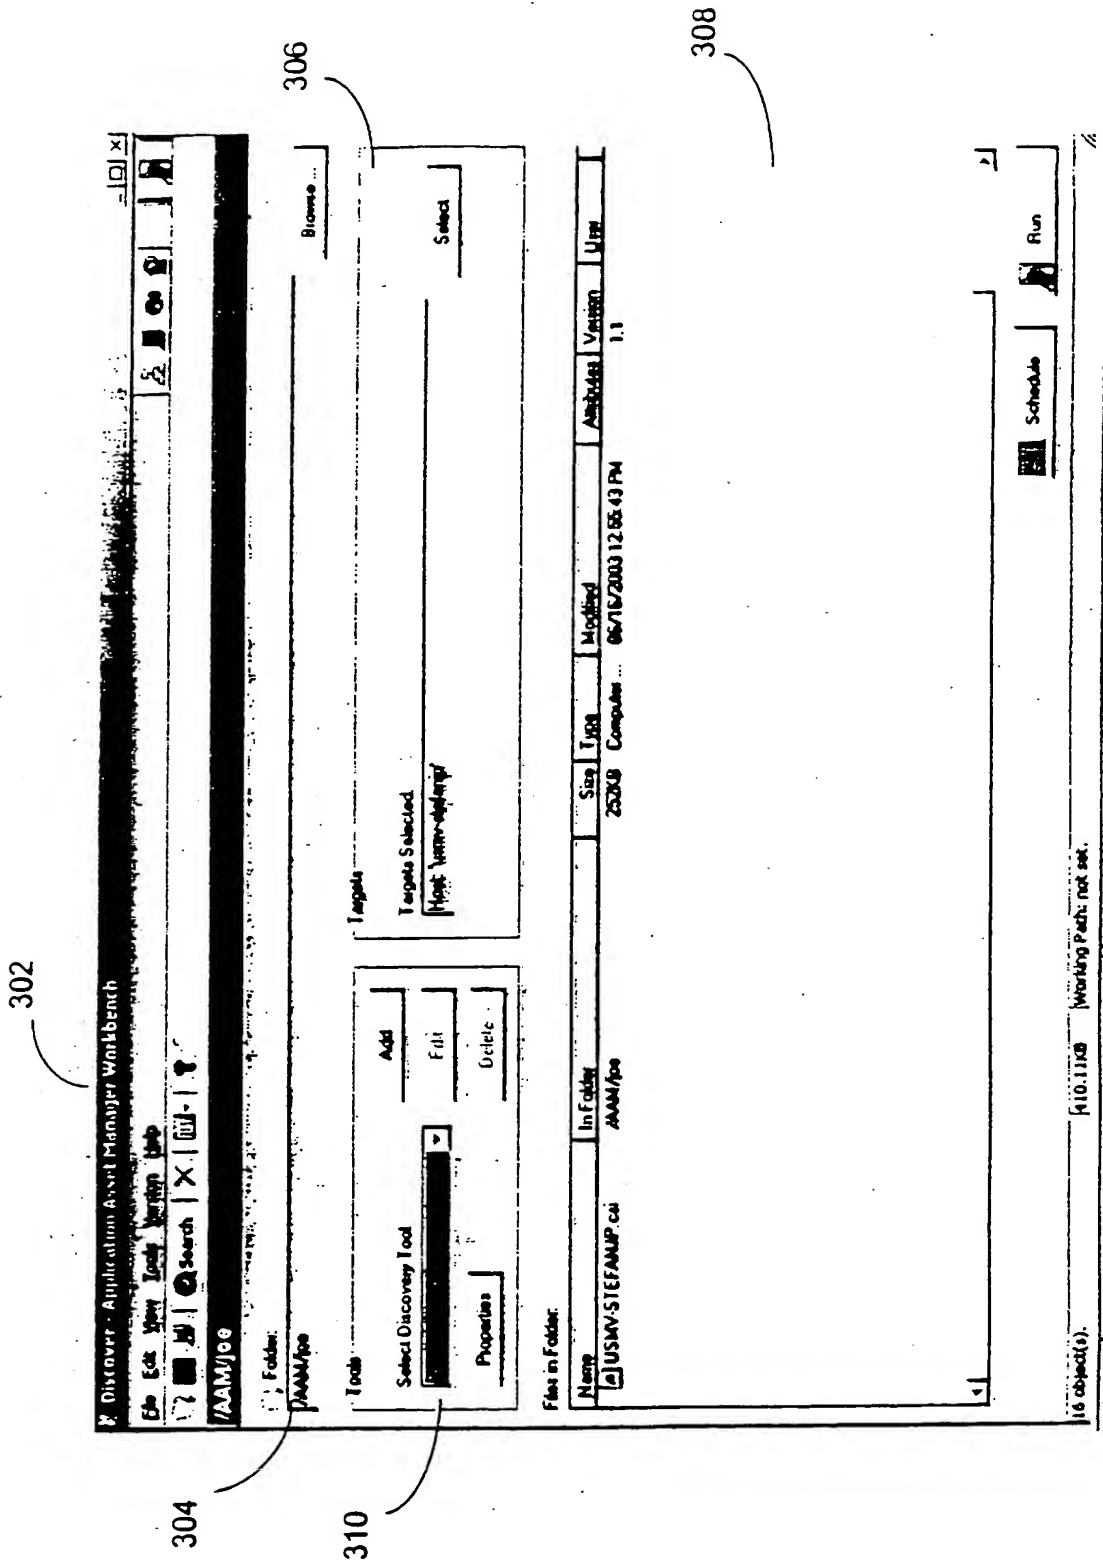 302
Discover - Application Asset Manager Workbench
File Edit View Tools Version Help
Search
/AAM/joe
304
Folder:
/AAM/joe
Browse ...
306
Tools
Select Discovery Tool
Add
Edit
Delete
Properties
310
Targets
Targets Selected
Host:
Select
Files in Folder:
Name In Folder Size Type Modified Attributes Version User
USMV-STEFANUP.cai /AAM/joe 252KB Computer ... 06/16/2003 12:55:43 PM 1.1
308
Schedule Run
16 object(s). 410.11KB Working Path: not set.